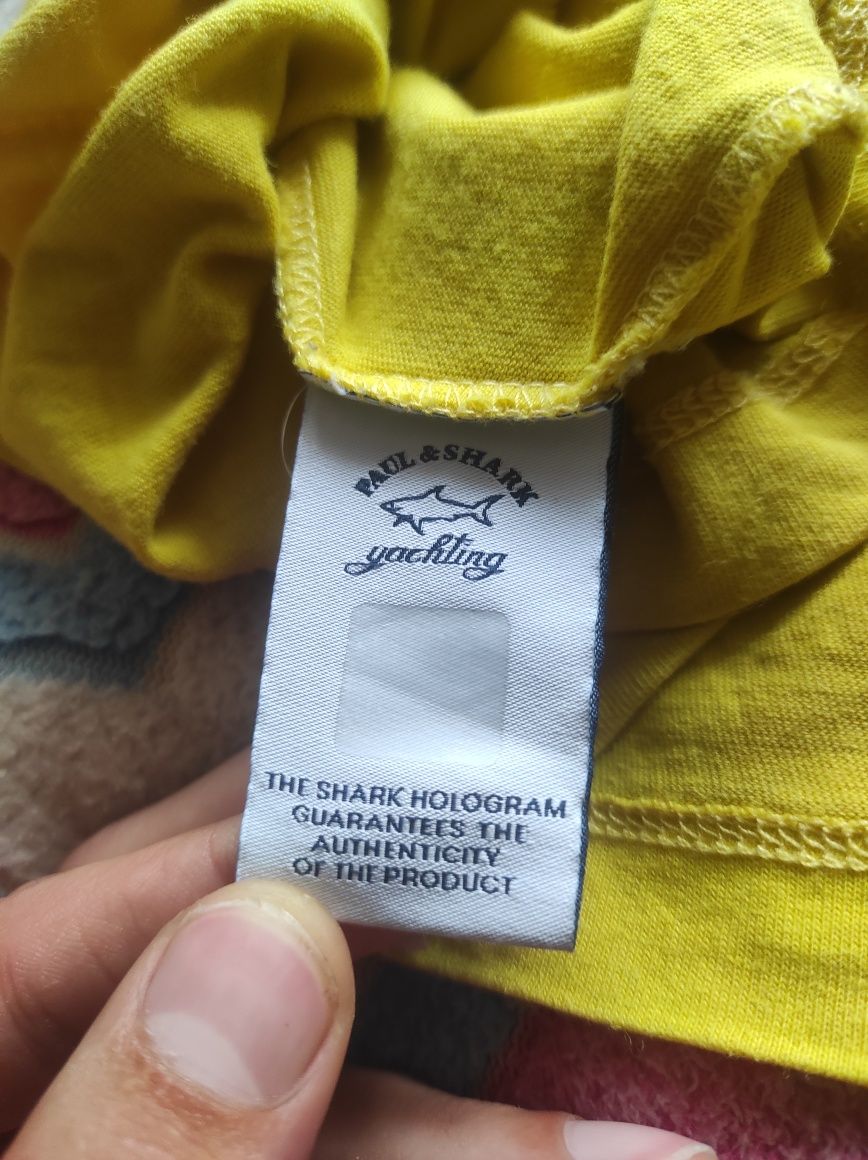 PAUL & SHARK
yachting
THE SHARK HOLOGRAM
GUARANTEES THE
AUTHENTICITY
OF THE PRODUCT